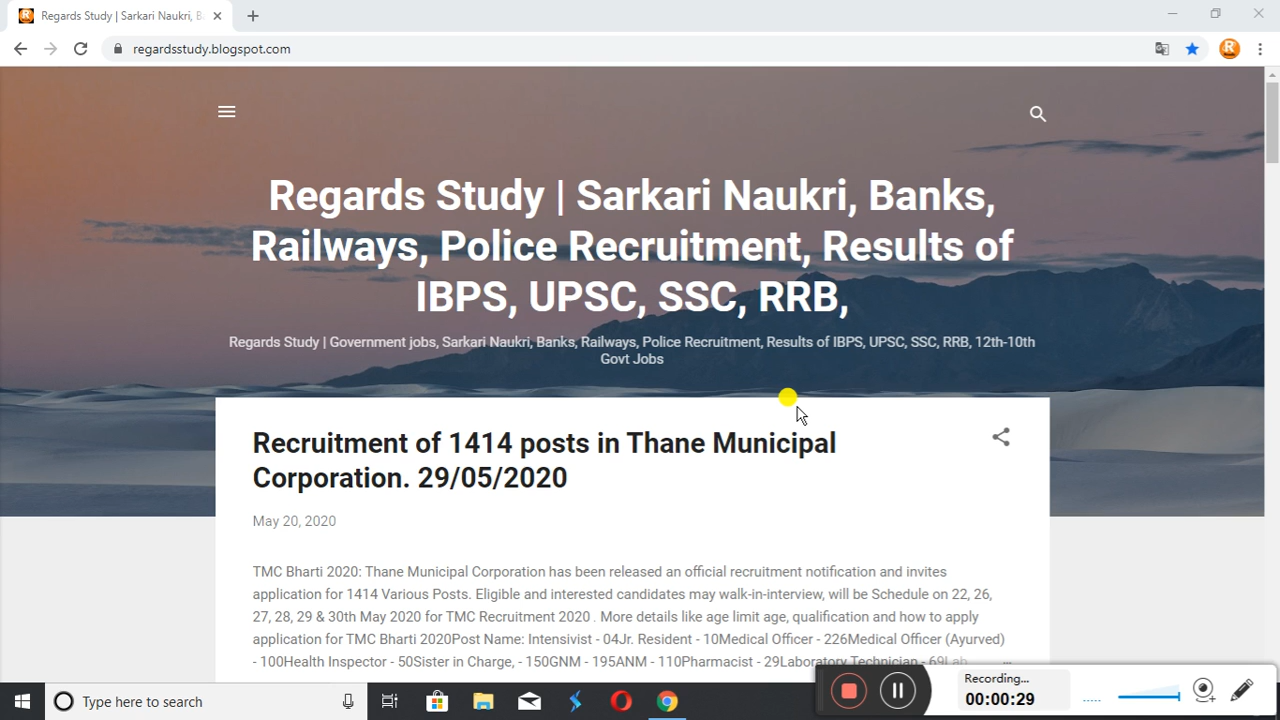 Regards Study | Sarkari Naukri, B
regardsstudy.blogspot.com
Regards Study | Sarkari Naukri, Banks,
Railways, Police Recruitment, Results of
IBPS, UPSC, SSC, RRB,
Regards Study | Government jobs, Sarkari Naukri, Banks, Railways, Police Recruitment, Results of IBPS, UPSC, SSC, RRB, 12th-10th
Govt Jobs
Recruitment of 1414 posts in Thane Municipal
Corporation. 29/05/2020
May 20, 2020
TMC Bharti 2020: Thane Municipal Corporation has been released an official recruitment notification and invites
application for 1414 Various Posts. Eligible and interested candidates may walk-in-interview, will be Schedule on 22, 26,
27, 28, 29 & 30th May 2020 for TMC Recruitment 2020 . More details like age limit age, qualification and how to apply
application for TMC Bharti 2020Post Name: Intensivist - 04Jr. Resident - 10Medical Officer - 226Medical Officer (Ayurved)
- 100Health Inspector - 50Sister in Charge, - 150GNM - 195ANM - 110Pharmacist - 29Laboratory Technician - 69Lab ...
Recording...
00:00:29
Type here to search